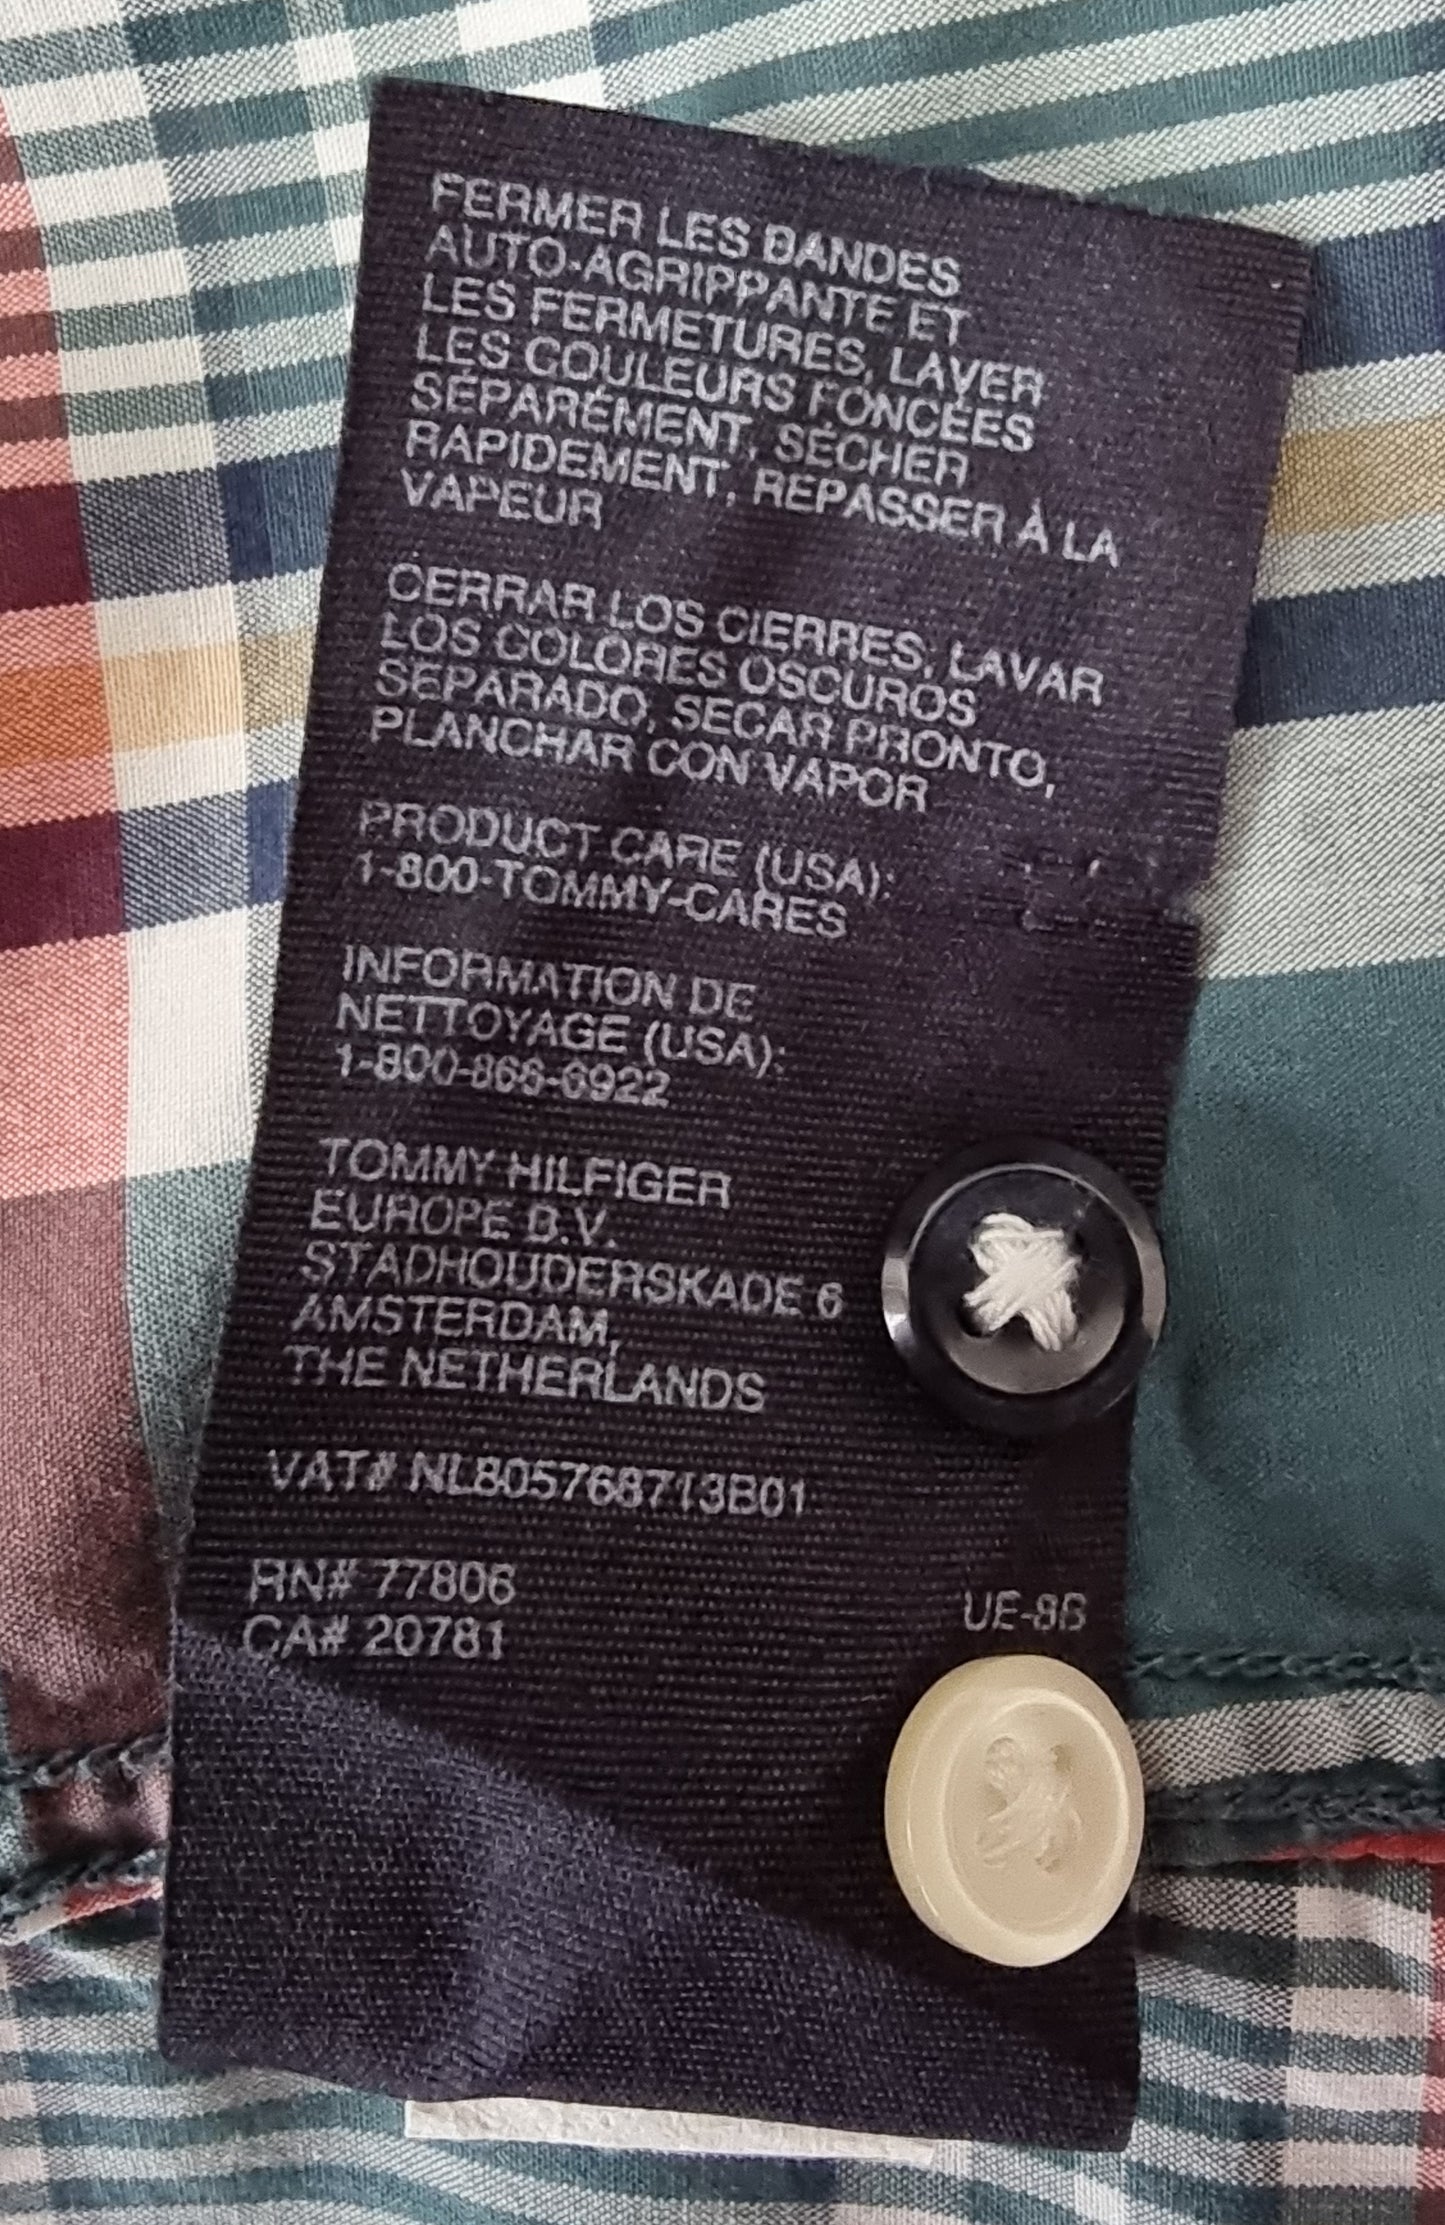 FERMER LES BANDES
AUTO-AGRIPPANTE ET
LES FERMETURES, LAVER
LES COULEURS FONCÉES
SÉPARÉMENT, SÉCHER
RAPIDEMENT, REPASSER À LA
VAPEUR
CERRAR LOS CIERRES, LAVAR
LOS COLORES OSCUROS
SEPARADO, SECAR PRONTO,
PLANCHAR CON VAPOR
PRODUCT CARE (USA):
1-800-TOMMY-CARES
INFORMATION DE
NETTOYAGE (USA):
1-800-866-6922
TOMMY HILFIGER
EUROPE B.V.
STADHOUDERSKADE 6
AMSTERDAM,
THE NETHERLANDS
VAT# NL805768713B01
RN# 77806
CA# 20781
UE-8B